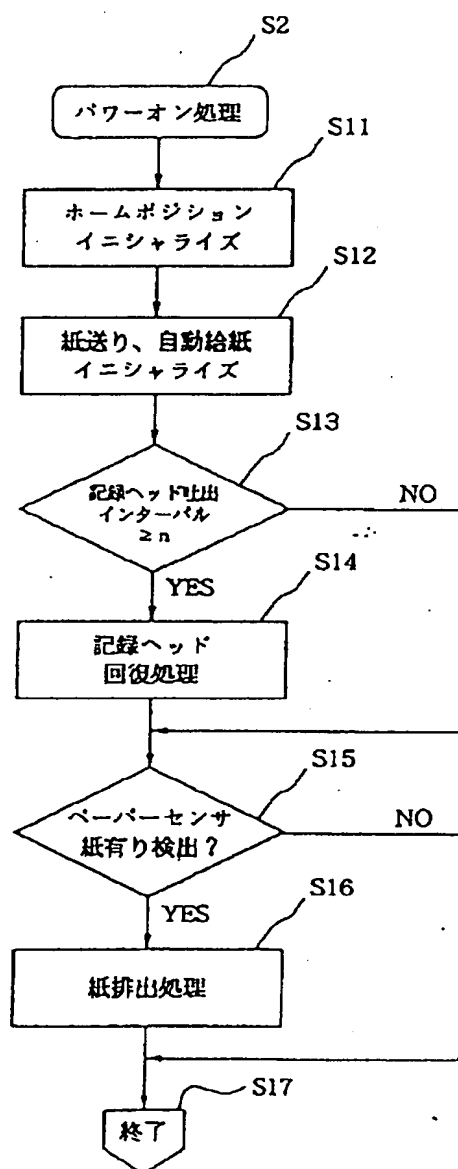 S2
パワーオン処理
S11
ホームポジション
イニシャライズ
S12
紙送り、自動給紙
イニシャライズ
S13
記録ヘッド吐出
インターバル
≥n
NO
YES
S14
記録ヘッド
回復処理
S15
ペーパーセンサ
紙有り検出?
NO
YES
S16
紙排出処理
S17
終了